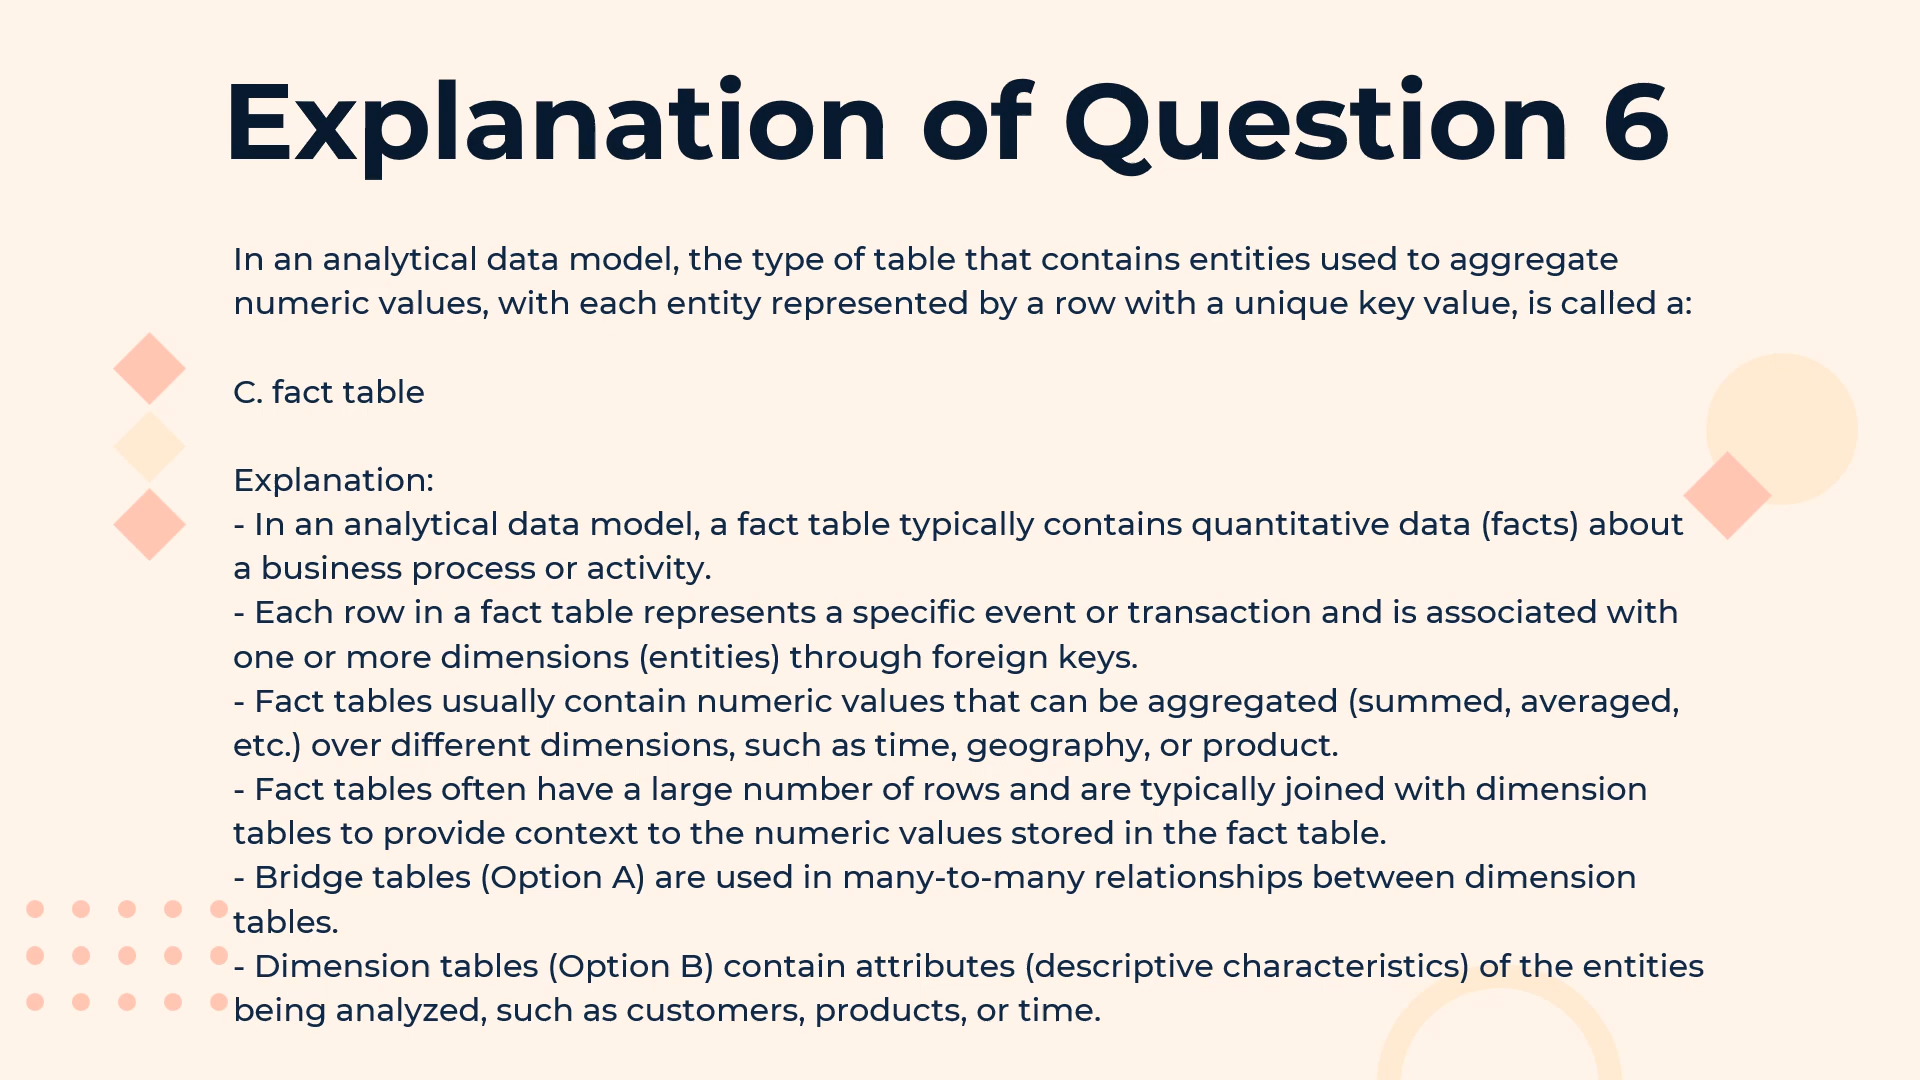 Explanation of Question 6
In an analytical data model, the type of table that contains entities used to aggregate
numeric values, with each entity represented by a row with a unique key value, is called a:
C. fact table
Explanation:
- In an analytical data model, a fact table typically contains quantitative data (facts) about
a business process or activity.
- Each row in a fact table represents a specific event or transaction and is associated with
one or more dimensions (entities) through foreign keys.
- Fact tables usually contain numeric values that can be aggregated (summed, averaged,
etc.) over different dimensions, such as time, geography, or product.
- Fact tables often have a large number of rows and are typically joined with dimension
tables to provide context to the numeric values stored in the fact table.
- Bridge tables (Option A) are used in many-to-many relationships between dimension
tables.
- Dimension tables (Option B) contain attributes (descriptive characteristics) of the entities
being analyzed, such as customers, products, or time.